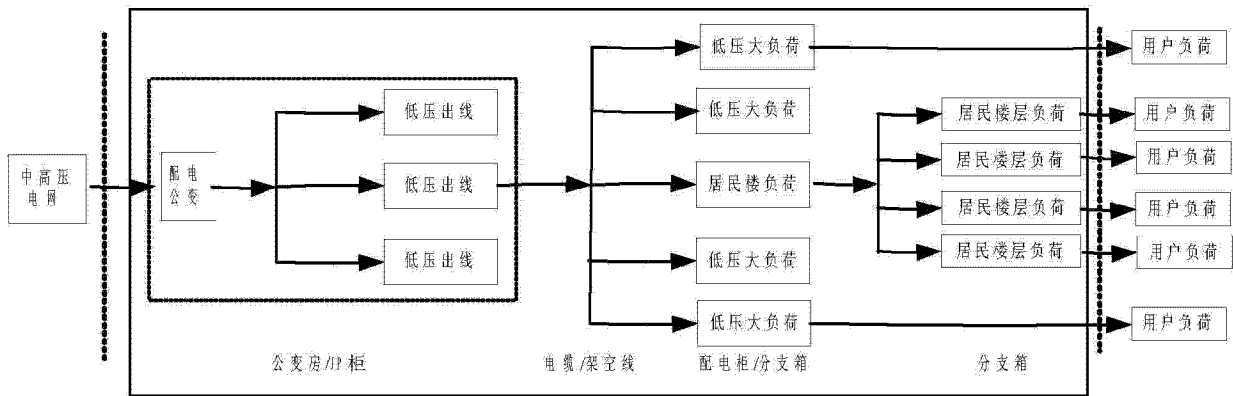 中高压
电网
配电
公变
低压出线
低压出线
低压出线
低压大负荷
低压大负荷
居民楼负荷
低压大负荷
低压大负荷
居民楼层负荷
居民楼层负荷
居民楼层负荷
居民楼层负荷
用户负荷
用户负荷
用户负荷
用户负荷
用户负荷
用户负荷
公变房/JP柜
电缆/架空线
配电柜/分支箱
分支箱